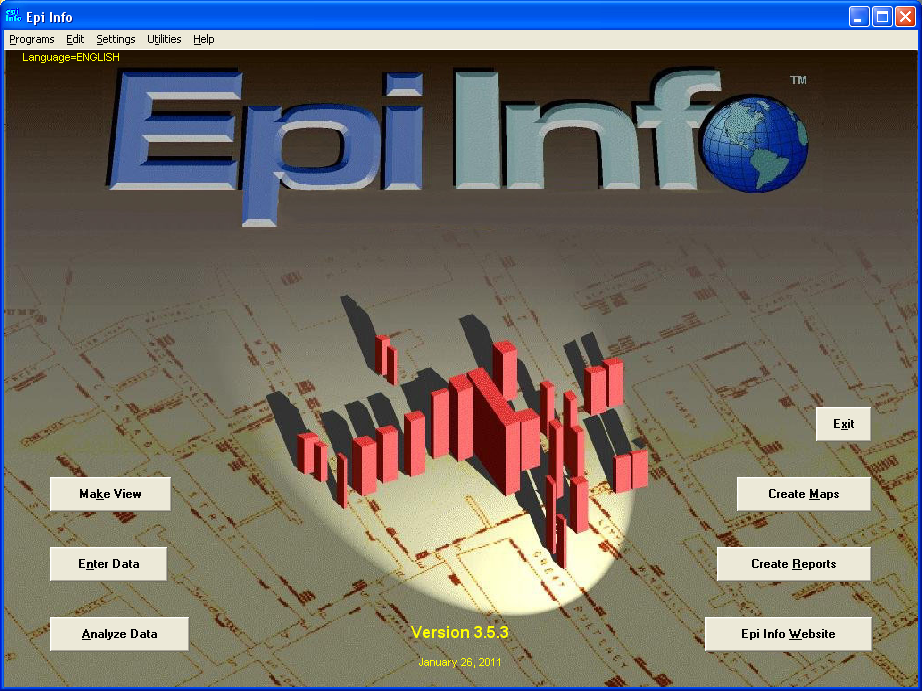 Epi Info
Programs Edit Settings Utilities Help
Language=ENGLISH
Epi Info TM
Exit
Make View
Create Maps
Enter Data
Create Reports
Analyze Data
Epi Info Website
Version 3.5.3
January 26, 2011